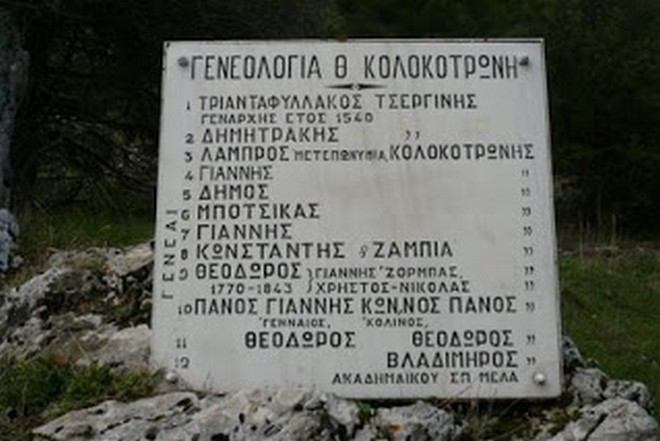 ΓΕΝΕΟΛΟΓΙΑ Θ ΚΟΛΟΚΟΤΡΩΝΗ
ΓΕΝΕΑΙ
1 ΤΡΙΑΝΤΑΦΥΛΛΑΚΟΣ ΤΣΕΡΓΙΝΗΣ
ΓΕΝΑΡΧΗΣ ΕΤΟΣ 1540
2 ΔΗΜΗΤΡΑΚΗΣ ,,
3 ΛΑΜΠΡΟΣ ΜΕΤΕΠΩΝΥΜΙΑ, ΚΟΛΟΚΟΤΡΩΝΗΣ
4 ΓΙΑΝΝΗΣ ,,
5 ΔΗΜΟΣ ,,
6 ΜΠΟΤΣΙΚΑΣ ,,
7 ΓΙΑΝΝΗΣ ,,
8 ΚΩΝΣΤΑΝΤΗΣ & ΖΑΜΠΙΑ ,,
9 ΘΕΟΔΩΡΟΣ } ΓΙΑΝΝΗΣ "ΖΟΡΜΠΑΣ, ,,
1770-1843 } ΧΡΗΣΤΟΣ-ΝΙΚΟΛΑΣ
10 ΠΑΝΟΣ ΓΙΑΝΝΗΣ ΚΩΝ,ΝΟΣ ΠΑΝΟΣ ,,
"ΓΕΝΝΑΙΟΣ, "ΚΟΛΙΝΟΣ,
11 ΘΕΟΔΩΡΟΣ ΘΕΟΔΩΡΟΣ ,,
12 ΒΛΑΔΙΜΗΡΟΣ ,,
ΑΚΑΔΗΜΑΙΚΟΥ ΣΠ ΜΕΛΑ